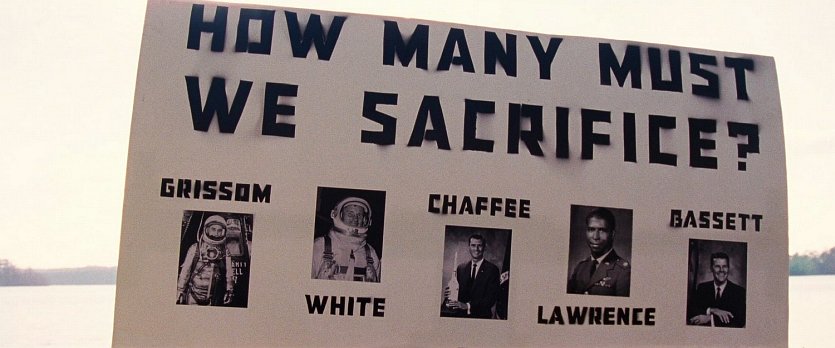 HOW MANY MUST
WE SACRIFICE?
GRISSOM
WHITE
CHAFFEE
LAWRENCE
BASSETT